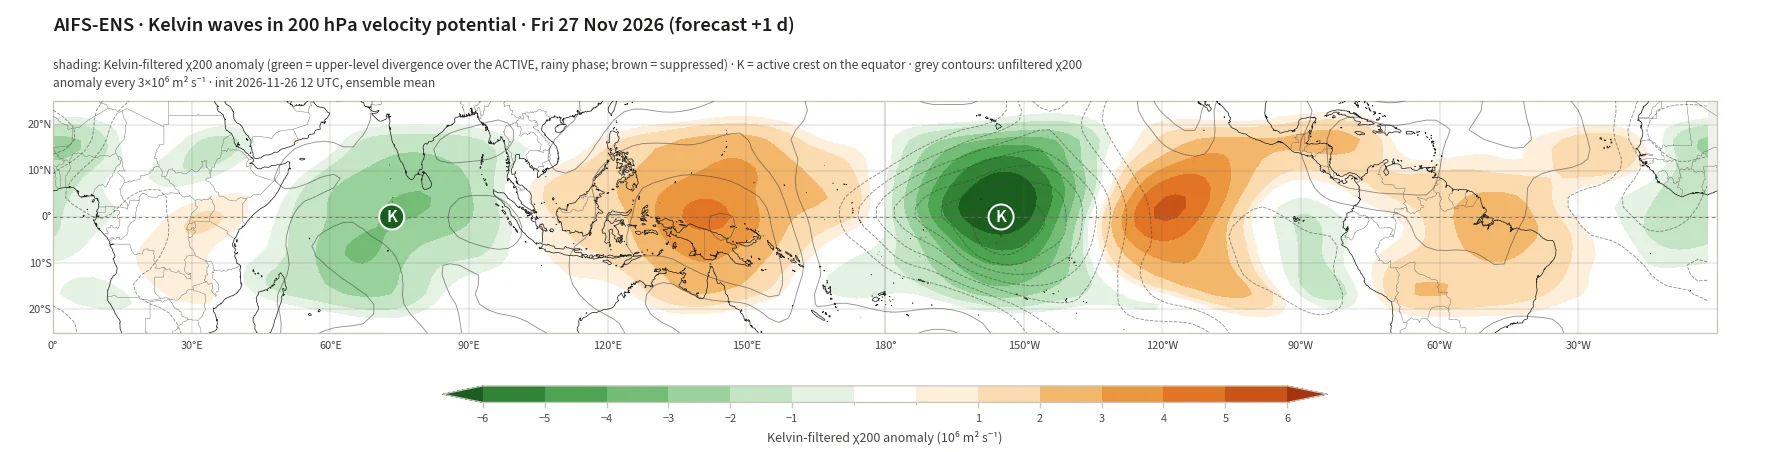 AIFS-ENS · Kelvin waves in 200 hPa velocity potential · Fri 27 Nov 2026 (forecast +1 d)
shading: Kelvin-filtered χ200 anomaly (green = upper-level divergence over the ACTIVE, rainy phase; brown = suppressed) · K = active crest on the equator · grey contours: unfiltered χ200
anomaly every 3×10⁶ m² s⁻¹ · init 2026-11-26 12 UTC, ensemble mean
20°N
10°N
0°
10°S
20°S
K K
0° 30°E 60°E 90°E 120°E 150°E 180° 150°W 120°W 90°W 60°W 30°W
−6 −5 −4 −3 −2 −1 1 2 3 4 5 6
Kelvin-filtered χ200 anomaly (10⁶ m² s⁻¹)